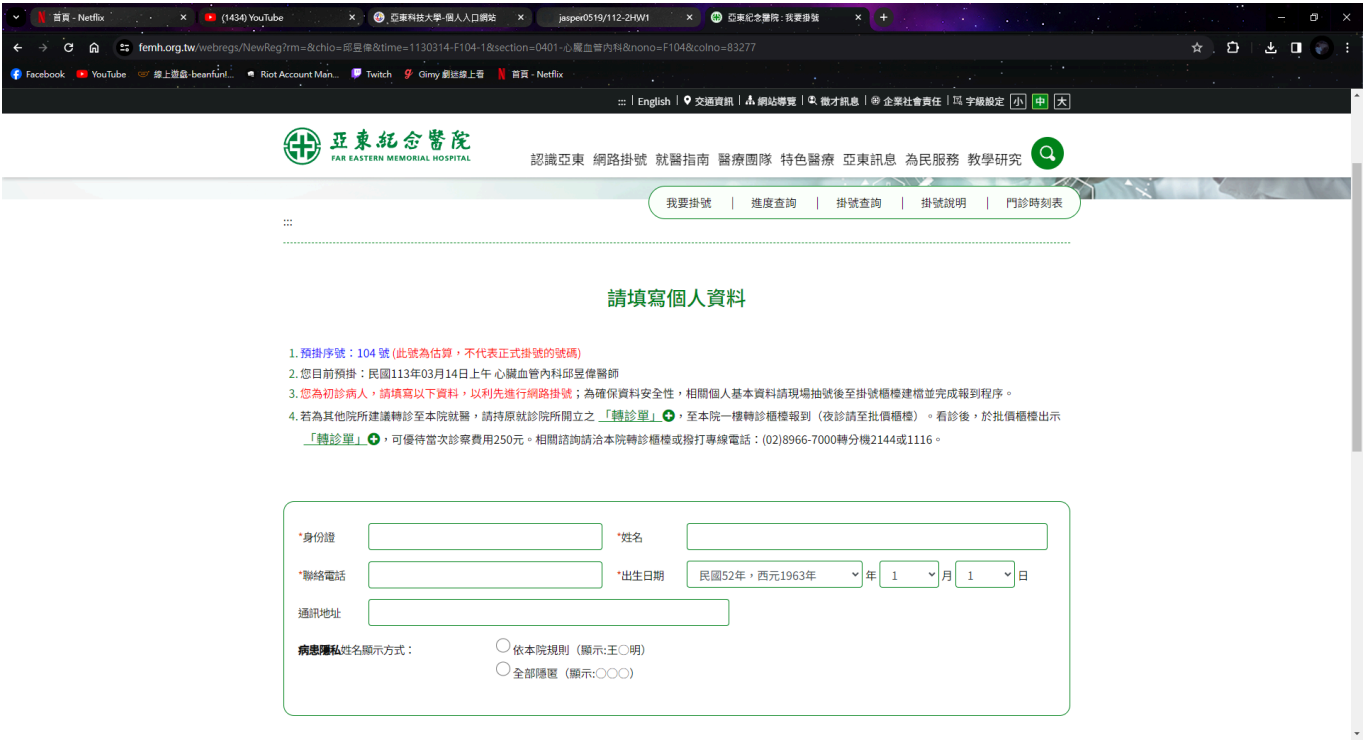 首頁 - Netflix
(1434) YouTube
亞東科技大學-個人入口網站
jasper0519/112-2HW1
亞東紀念醫院 : 我要掛號
femh.org.tw/webregs/NewReg?rm=&chio=邱昱偉&time=1130314-F104-1&section=0401-心臟血管內科&nono=F104&colno=83277
Facebook YouTube 線上遊戲-beanfun!... Riot Account Man... Twitch Gimy 劇迷線上看 首頁 - Netflix
::: | English | 交通資訊 | 網站導覽 | 徵才訊息 | 企業社會責任 | 字級設定 小 中 大
亞東紀念醫院
FAR EASTERN MEMORIAL HOSPITAL
認識亞東 網路掛號 就醫指南 醫療團隊 特色醫療 亞東訊息 為民服務 教學研究
我要掛號 | 進度查詢 | 掛號查詢 | 掛號說明 | 門診時刻表
:::
請填寫個人資料
1. 預掛序號：104 號 (此號為估算，不代表正式掛號的號碼)
2. 您目前預掛：民國113年03月14日上午 心臟血管內科邱昱偉醫師
3. 您為初診病人，請填寫以下資料，以利先進行網路掛號；為確保資料安全性，相關個人基本資料請現場抽號後至掛號櫃檯建檔並完成報到程序。
4. 若為其他院所建議轉診至本院就醫，請持原就診院所開立之 「轉診單」，至本院一樓轉診櫃檯報到（夜診請至批價櫃檯）。看診後，於批價櫃檯出示
「轉診單」，可優待當次診察費用250元。相關諮詢請洽本院轉診櫃檯或撥打專線電話：(02)8966-7000轉分機2144或1116。
*身份證 *姓名
*聯絡電話 *出生日期 民國52年，西元1963年 年 1 月 1 日
通訊地址
病患隱私姓名顯示方式： 依本院規則（顯示:王○明）
全部隱匿（顯示:○○○）